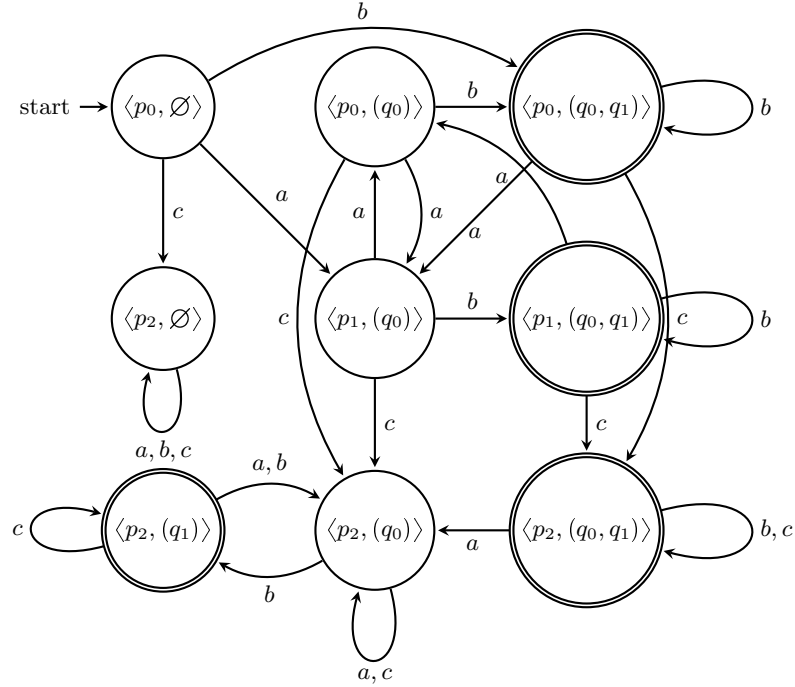 b
start ⟨p₀, ∅⟩ ⟨p₀, (q₀)⟩ b ⟨p₀, (q₀, q₁)⟩ b
c a a a a a
⟨p₂, ∅⟩ c ⟨p₁, (q₀)⟩ b ⟨p₁, (q₀, q₁)⟩ c b
a, b, c c c
c ⟨p₂, (q₁)⟩ a, b ⟨p₂, (q₀)⟩ a ⟨p₂, (q₀, q₁)⟩ b, c
b
a, c